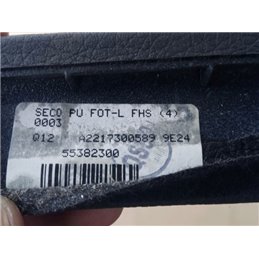 SECO PU FOT-L FHS (4)
0003
Q12 A2217300589 9E24
55382300